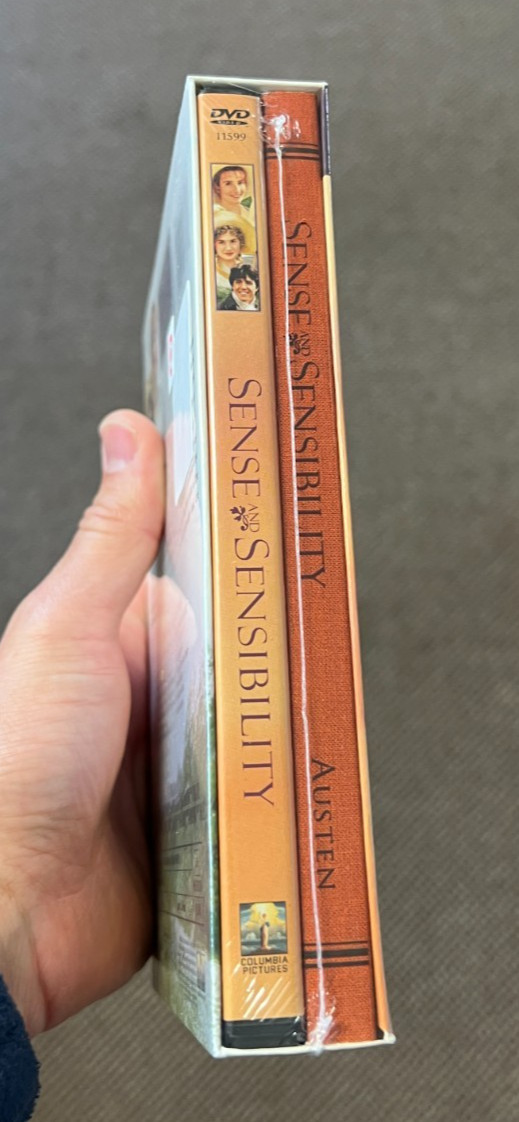 DVD
VIDEO
11599
SENSE AND SENSIBILITY
COLUMBIA
PICTURES
SENSE AND SENSIBILITY
AUSTEN